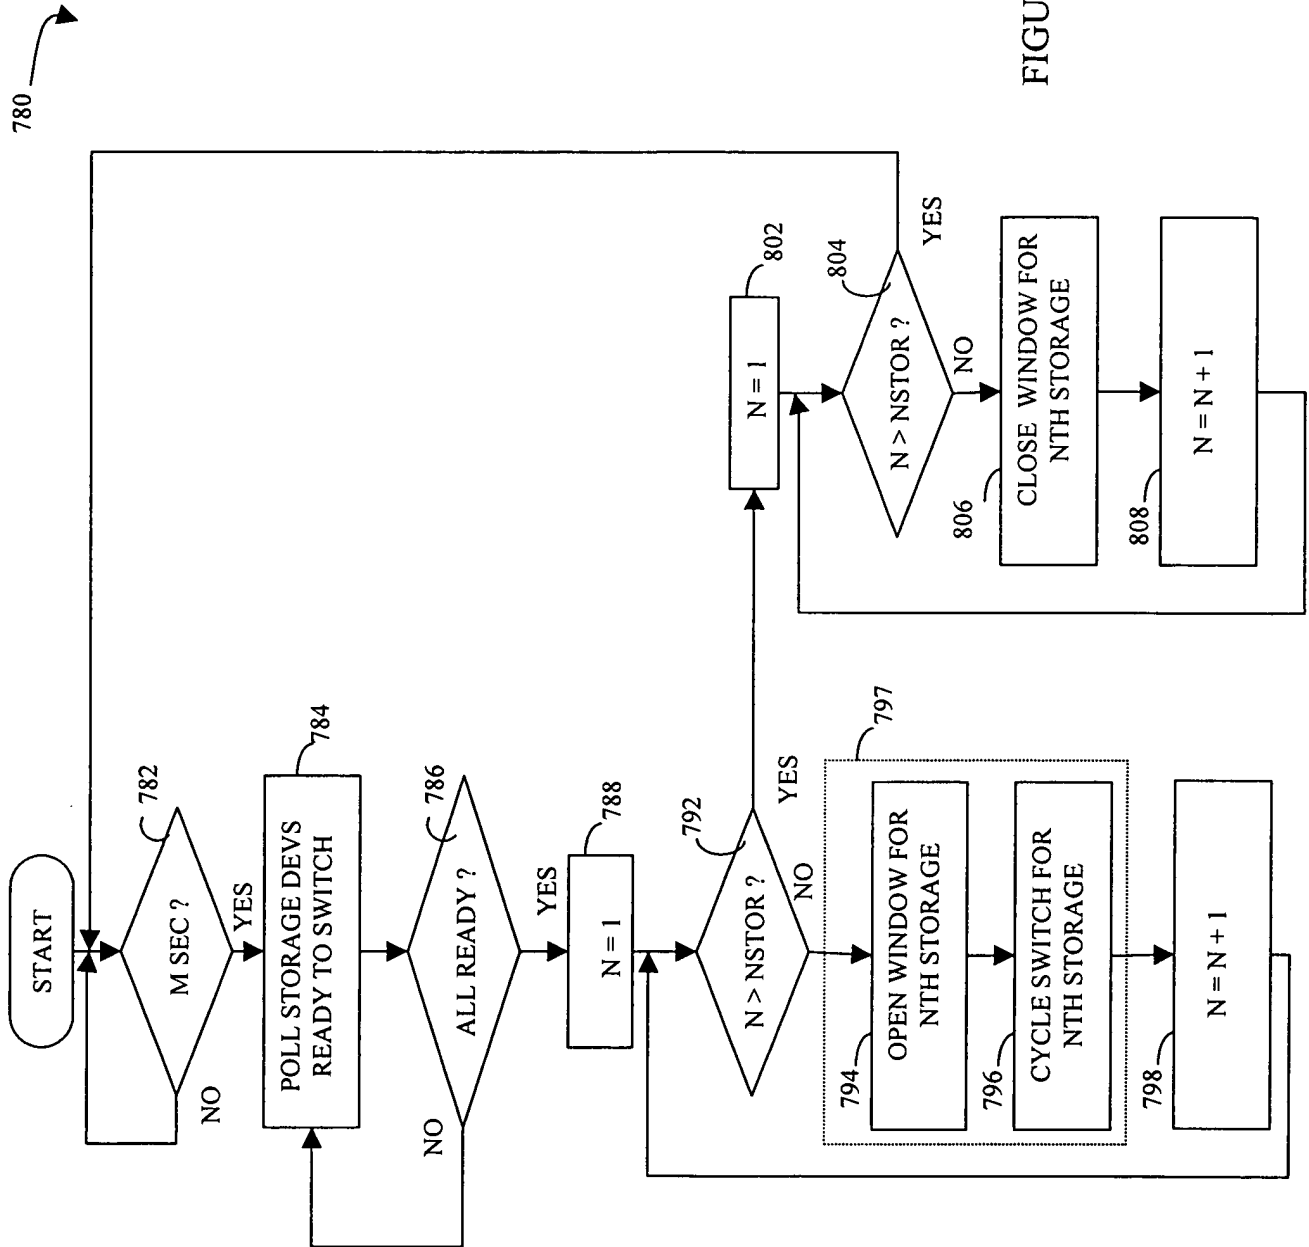 780
START
M SEC ?
782
NO
YES
POLL STORAGE DEVS
READY TO SWITCH
784
ALL READY ?
786
NO
YES
N = 1
788
N > NSTOR ?
792
YES
NO
797
OPEN WINDOW FOR
NTH STORAGE
794
CYCLE SWITCH FOR
NTH STORAGE
796
N = N + 1
798
N = 1
802
N > NSTOR ?
804
YES
NO
CLOSE WINDOW FOR
NTH STORAGE
806
N = N + 1
808